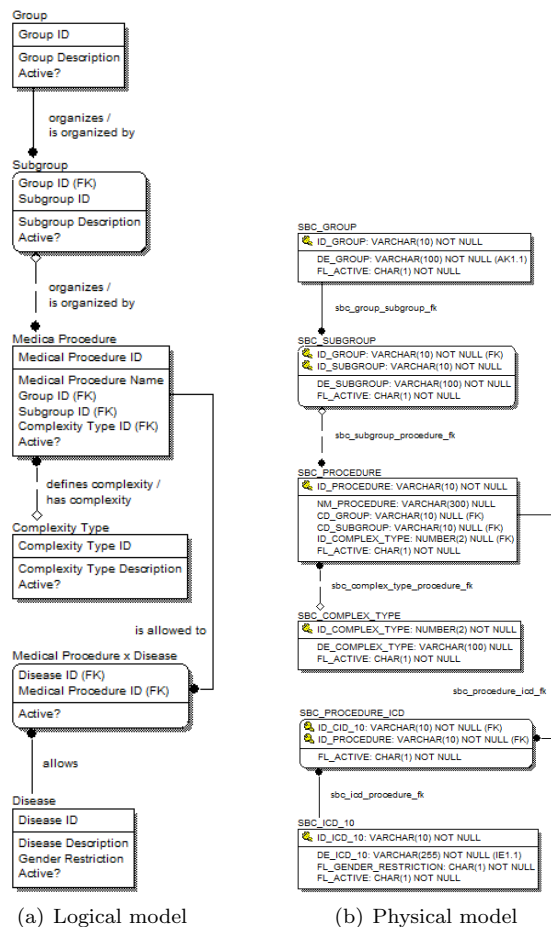 Group
Group ID
Group Description
Active?
organizes /
is organized by
Subgroup
Group ID (FK)
Subgroup ID
Subgroup Description
Active?
organizes /
is organized by
Medica Procedure
Medical Procedure ID
Medical Procedure Name
Group ID (FK)
Subgroup ID (FK)
Complexity Type ID (FK)
Active?
defines complexity /
has complexity
Complexity Type
Complexity Type ID
Complexity Type Description
Active?
is allowed to
Medical Procedure x Disease
Disease ID (FK)
Medical Procedure ID (FK)
Active?
allows
Disease
Disease ID
Disease Description
Gender Restriction
Active?
(a) Logical model
SBC_GROUP
ID_GROUP: VARCHAR(10) NOT NULL
DE_GROUP: VARCHAR(100) NOT NULL (AK1.1)
FL_ACTIVE: CHAR(1) NOT NULL
sbc_group_subgroup_fk
SBC_SUBGROUP
ID_GROUP: VARCHAR(10) NOT NULL (FK)
ID_SUBGROUP: VARCHAR(10) NOT NULL
DE_SUBGROUP: VARCHAR(100) NOT NULL
FL_ACTIVE: CHAR(1) NOT NULL
sbc_subgroup_procedure_fk
SBC_PROCEDURE
ID_PROCEDURE: VARCHAR(10) NOT NULL
NM_PROCEDURE: VARCHAR(300) NULL
CD_GROUP: VARCHAR(10) NULL (FK)
CD_SUBGROUP: VARCHAR(10) NULL (FK)
ID_COMPLEX_TYPE: NUMBER(2) NULL (FK)
FL_ACTIVE: CHAR(1) NOT NULL
sbc_complex_type_procedure_fk
SBC_COMPLEX_TYPE
ID_COMPLEX_TYPE: NUMBER(2) NOT NULL
DE_COMPLEX_TYPE: VARCHAR(100) NULL
FL_ACTIVE: CHAR(1) NOT NULL
sbc_procedure_icd_fk
SBC_PROCEDURE_ICD
ID_CID_10: VARCHAR(10) NOT NULL (FK)
ID_PROCEDURE: VARCHAR(10) NOT NULL (FK)
FL_ACTIVE: CHAR(1) NOT NULL
sbc_icd_procedure_fk
SBC_ICD_10
ID_ICD_10: VARCHAR(10) NOT NULL
DE_ICD_10: VARCHAR(255) NOT NULL (IE1.1)
FL_GENDER_RESTRICTION: CHAR(1) NOT NULL
FL_ACTIVE: CHAR(1) NOT NULL
(b) Physical model